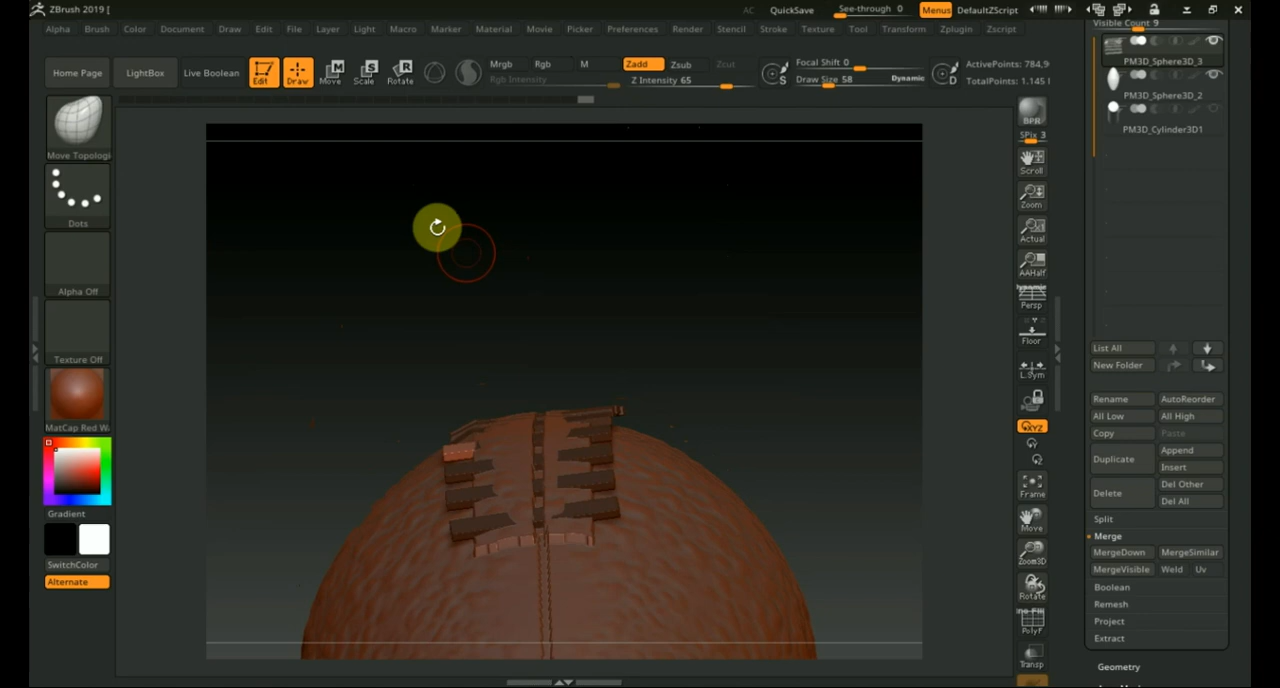 ZBrush 2019 [
AC QuickSave See-through 0 Menus DefaultZScript
Alpha Brush Color Document Draw Edit File Layer Light Macro Marker Material Movie Picker Preferences Render Stencil Stroke Texture Tool Transform Zplugin Zscript
Home Page LightBox Live Boolean Edit Draw Move Scale Rotate
Mrgb Rgb M Zadd Zsub Zcut
Rgb Intensity Z Intensity 65
Focal Shift 0
Draw Size 58 Dynamic
S
D
ActivePoints: 784,9
TotalPoints: 1.145
Move Topologi
Dots
Alpha Off
Texture Off
MatCap Red W
Gradient
SwitchColor
Alternate
BPR
SPix 3
Scroll
Zoom
Actual
AAHalf
Dynamic
Persp
Floor
L.Sym
XYZ
Frame
Move
Zoom3D
Rotate
PolyF
Transp
Visible Count 9
PM3D_Sphere3D_3
PM3D_Sphere3D_2
PM3D_Cylinder3D1
List All
New Folder
Rename AutoReorder
All Low All High
Copy Paste
Duplicate Append
Insert
Delete Del Other
Del All
Split
Merge
MergeDown MergeSimilar
MergeVisible Weld Uv
Boolean
Remesh
Project
Extract
Geometry